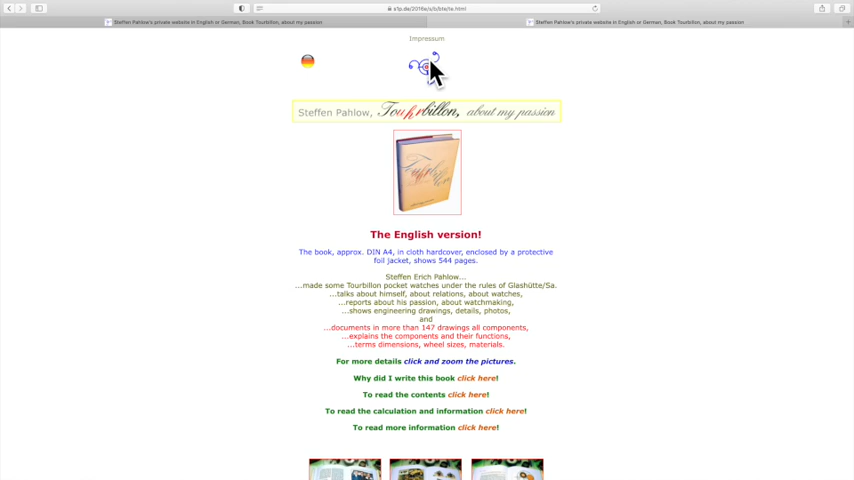 s1p.de/2016e/s/b/ble/te.html
Steffen Pahlow's private website in English or German, Book Tourbillon, about my passion
Steffen Pahlow's private website in English or German, Book Tourbillon, about my passion
Impressum
Steffen Pahlow, Tourbillon, about my passion
The English version!
The book, approx. DIN A4, in cloth hardcover, enclosed by a protective
foil jacket, shows 544 pages.
Steffen Erich Pahlow...
...made some Tourbillon pocket watches under the rules of Glashütte/Sa.
...talks about himself, about relations, about watches,
...reports about his passion, about watchmaking,
...shows engineering drawings, details, photos,
and
...documents in more than 147 drawings all components,
...explains the components and their functions,
...terms dimensions, wheel sizes, materials.
For more details click and zoom the pictures.
Why did I write this book click here!
To read the contents click here!
To read the calculation and information click here!
To read more information click here!